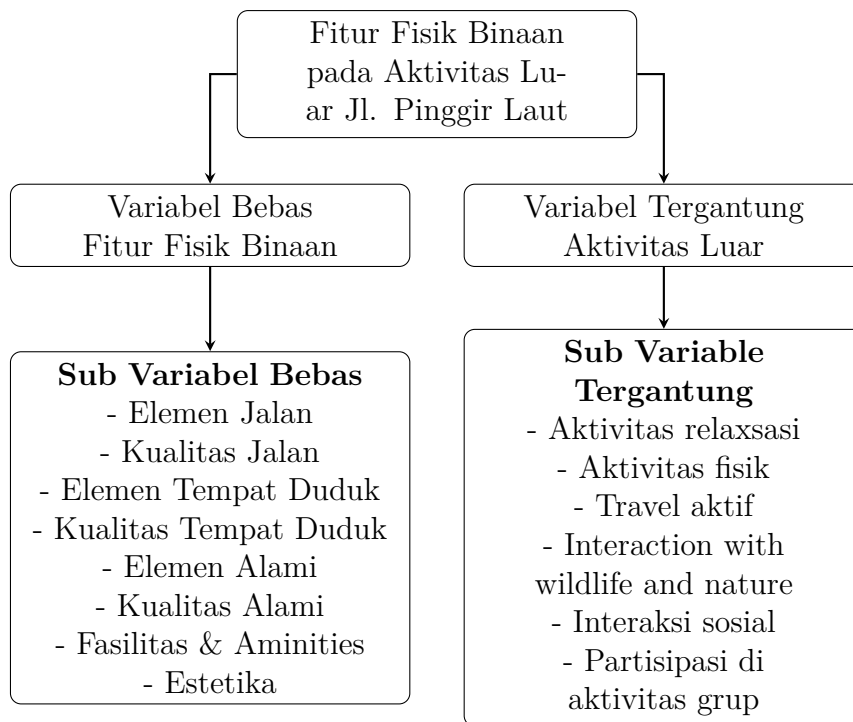 Fitur Fisik Binaan
pada Aktivitas Lu-
ar Jl. Pinggir Laut
Variabel Bebas
Fitur Fisik Binaan
Variabel Tergantung
Aktivitas Luar
Sub Variabel Bebas
- Elemen Jalan
- Kualitas Jalan
- Elemen Tempat Duduk
- Kualitas Tempat Duduk
- Elemen Alami
- Kualitas Alami
- Fasilitas & Aminities
- Estetika
Sub Variable
Tergantung
- Aktivitas relaxsasi
- Aktivitas fisik
- Travel aktif
- Interaction with
wildlife and nature
- Interaksi sosial
- Partisipasi di
aktivitas grup